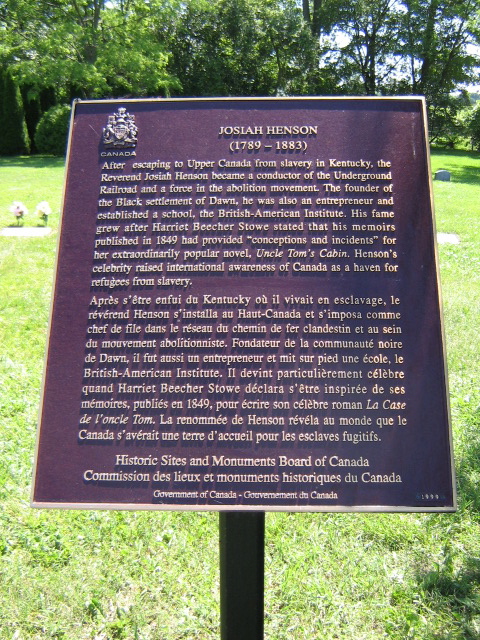 CANADA
JOSIAH HENSON
(1789 – 1883)
After escaping to Upper Canada from slavery in Kentucky, the
Reverend Josiah Henson became a conductor of the Underground
Railroad and a force in the abolition movement. The founder of
the Black settlement of Dawn, he was also an entrepreneur and
established a school, the British-American Institute. His fame
grew after Harriet Beecher Stowe stated that his memoirs
published in 1849 had provided "conceptions and incidents" for
her extraordinarily popular novel, Uncle Tom's Cabin. Henson's
celebrity raised international awareness of Canada as a haven for
refugees from slavery.
Après s'être enfui du Kentucky où il vivait en esclavage, le
révérend Henson s'installa au Haut-Canada et s'imposa comme
chef de file dans le réseau du chemin de fer clandestin et au sein
du mouvement abolitionniste. Fondateur de la communauté noire
de Dawn, il fut aussi un entrepreneur et mit sur pied une école, le
British-American Institute. Il devint particulièrement célèbre
quand Harriet Beecher Stowe déclara s'être inspirée de ses
mémoires, publiés en 1849, pour écrire son célèbre roman La Case
de l'oncle Tom. La renommée de Henson révéla au monde que le
Canada s'avérait une terre d'accueil pour les esclaves fugitifs.
Historic Sites and Monuments Board of Canada
Commission des lieux et monuments historiques du Canada
Government of Canada - Gouvernement du Canada
1999